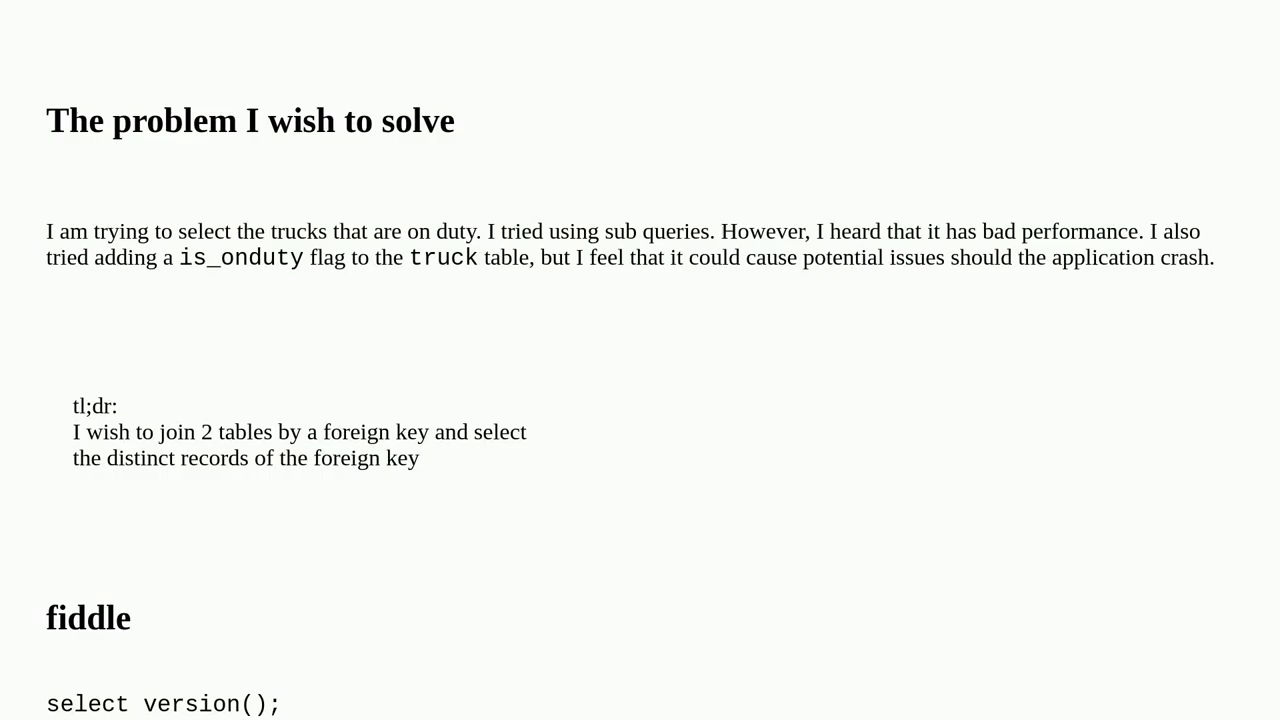 The problem I wish to solve
I am trying to select the trucks that are on duty. I tried using sub queries. However, I heard that it has bad performance. I also
tried adding a is_onduty flag to the truck table, but I feel that it could cause potential issues should the application crash.
tl;dr:
I wish to join 2 tables by a foreign key and select
the distinct records of the foreign key
fiddle
select version();